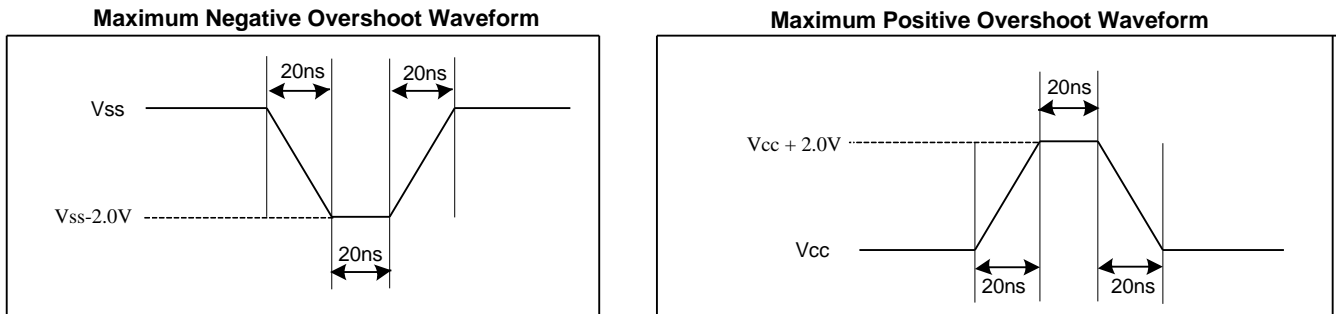 Maximum Negative Overshoot Waveform
20ns
20ns
Vss
Vss-2.0V
20ns
Maximum Positive Overshoot Waveform
20ns
Vcc + 2.0V
Vcc
20ns
20ns